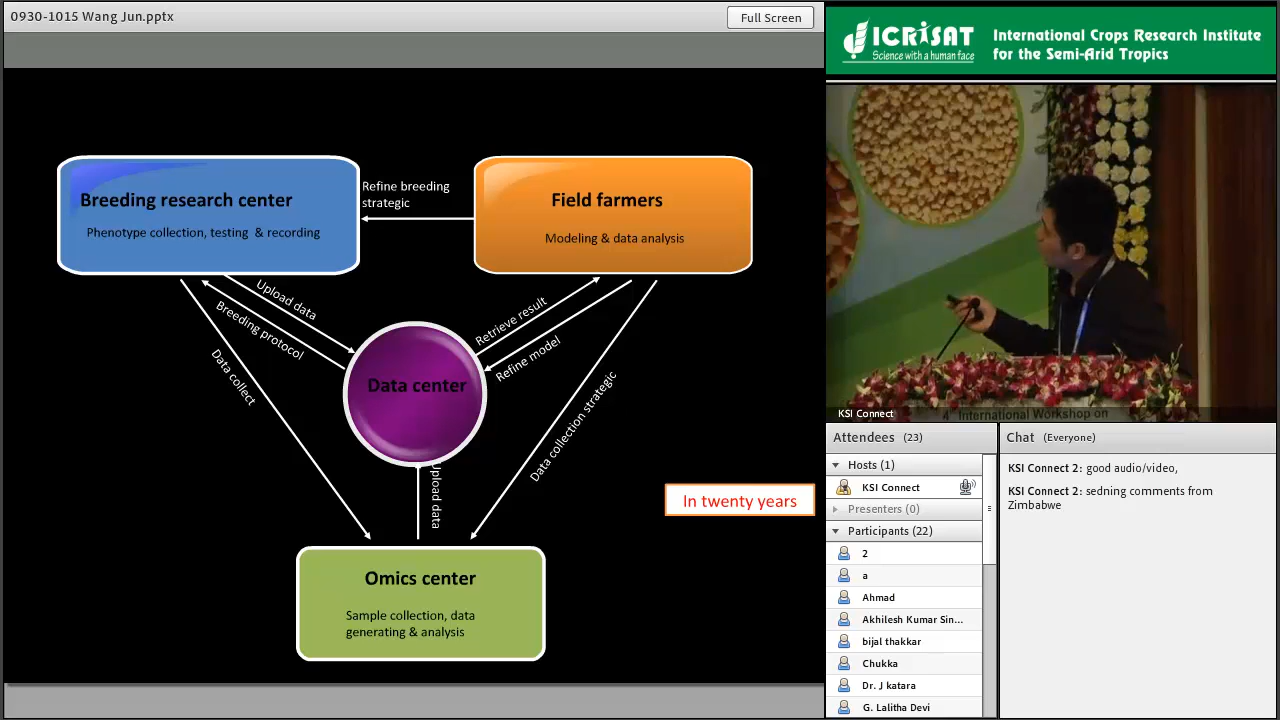 0930-1015 Wang Jun.pptx
Full Screen
ICRISAT
Science with a human face
International Crops Research Institute
for the Semi-Arid Tropics
Breeding research center
Phenotype collection, testing & recording
Refine breeding
strategic
Field farmers
Modeling & data analysis
Upload data
Breeding protocol
Data collect
Retrieve result
Refine model
Data collection strategic
Data center
Upload data
In twenty years
Omics center
Sample collection, data
generating & analysis
KSI Connect
4th International Workshop on
Attendees (23)
Hosts (1)
KSI Connect
Presenters (0)
Participants (22)
2
a
Ahmad
Akhilesh Kumar Sin...
bijal thakkar
Chukka
Dr. J katara
G. Lalitha Devi
Chat (Everyone)
KSI Connect 2: good audio/video,
KSI Connect 2: sedning comments from
Zimbabwe